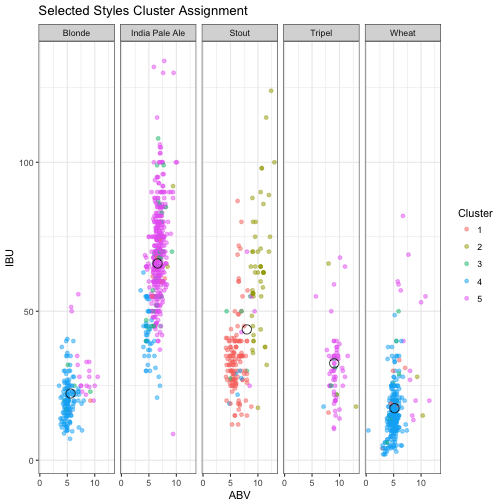 Selected Styles Cluster Assignment
Blonde India Pale Ale Stout Tripel Wheat
IBU
100
50
0
0 5 10 0 5 10 0 5 10 0 5 10 0 5 10
ABV
Cluster
1
2
3
4
5